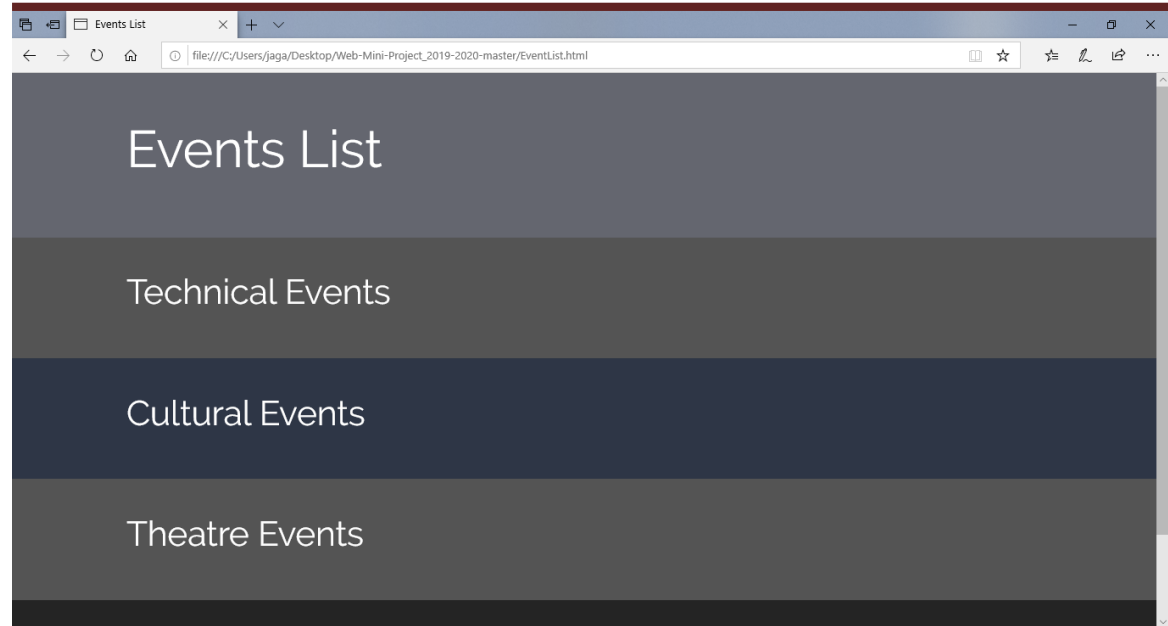 Events List
file:///C:/Users/jaga/Desktop/Web-Mini-Project_2019-2020-master/EventList.html
Events List
Technical Events
Cultural Events
Theatre Events